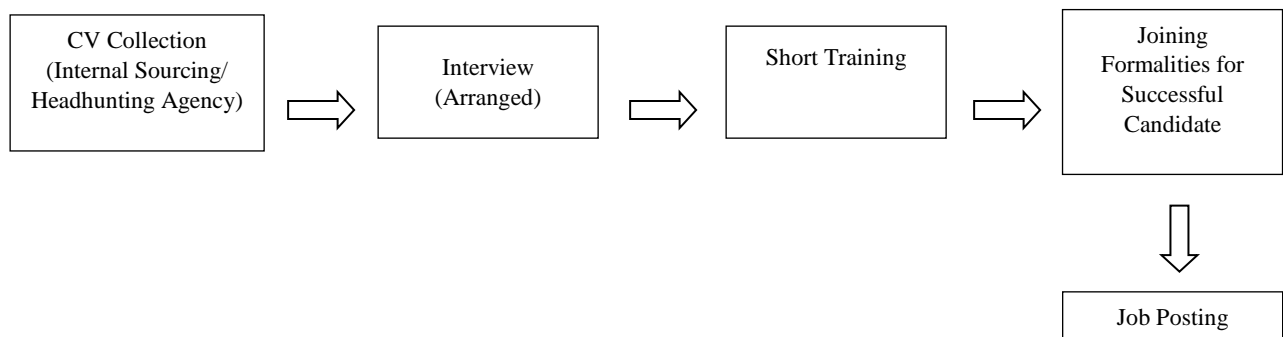 CV Collection
(Internal Sourcing/
Headhunting Agency)
Interview
(Arranged)
Short Training
Joining
Formalities for
Successful
Candidate
Job Posting